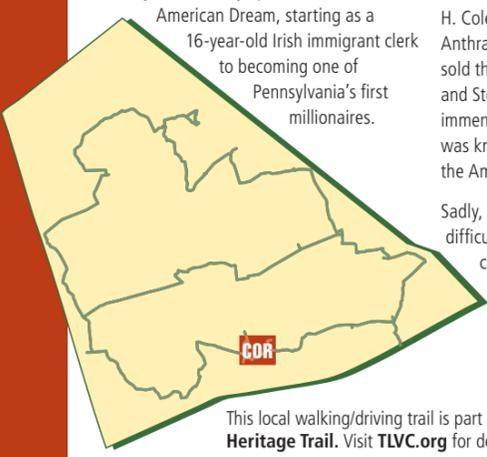 American Dream, starting as a
16-year-old Irish immigrant clerk
to becoming one of
Pennsylvania's first
millionaires.
H. Cole
Anthra
sold th
and Ste
immen
was kn
the Am
Sadly,
difficu
c
COR
This local walking/driving trail is part
Heritage Trail. Visit TLVC.org for de